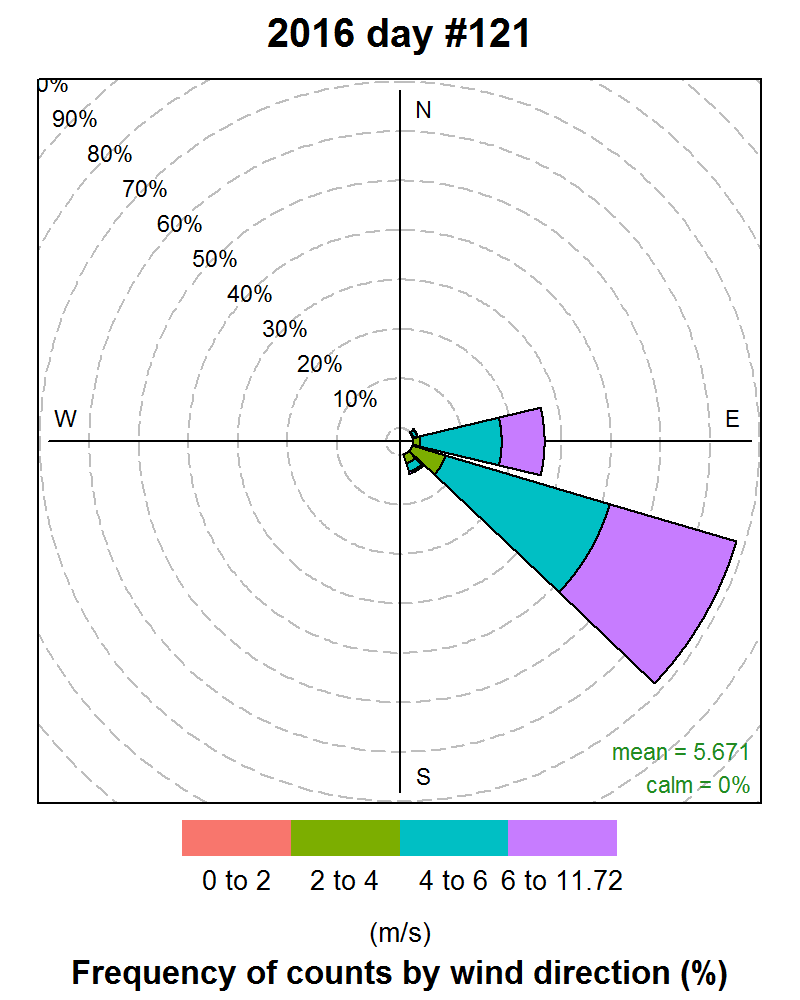 2016 day #121
0%
90%
N
80%
70%
60%
50%
40%
30%
20%
10%
W
E
mean = 5.671
S
calm = 0%
0 to 2 2 to 4 4 to 6 6 to 11.72
(m/s)
Frequency of counts by wind direction (%)